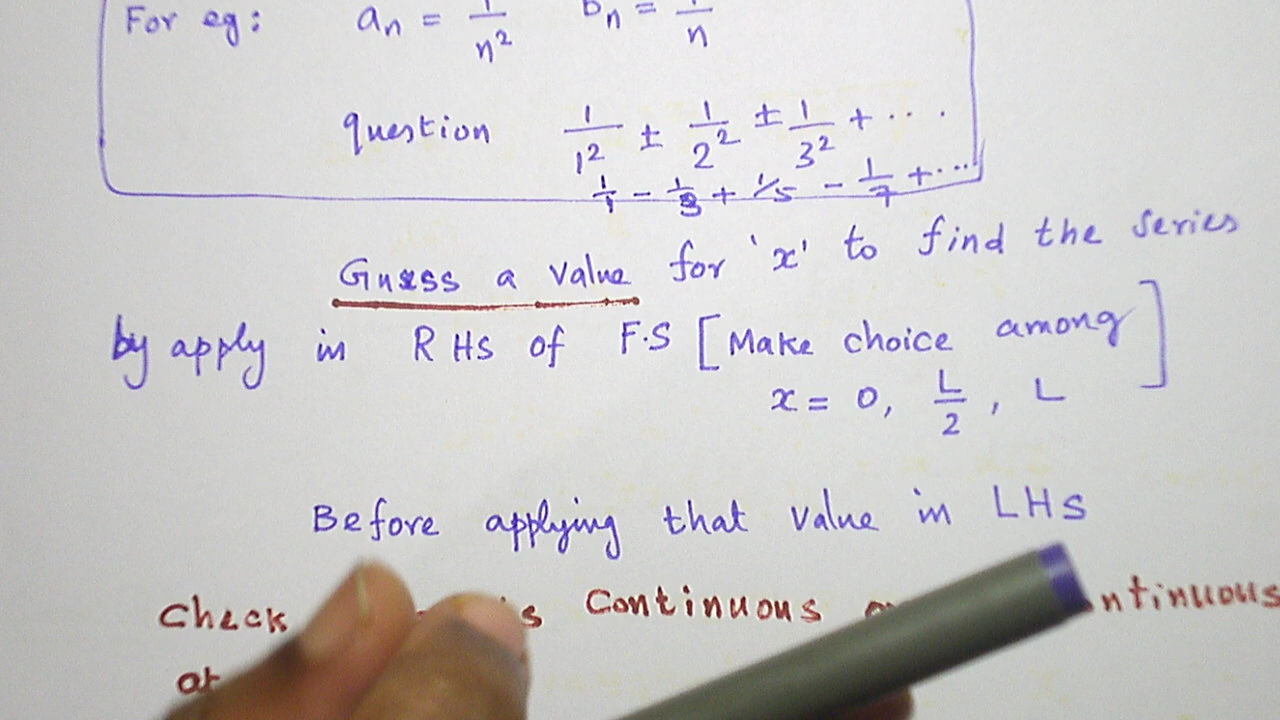 For eg: an = 1/n² bn = 1/n
question 1/1² ± 1/2² ± 1/3² + ...
1/1 - 1/3 + 1/5 - 1/7 + ...
Guess a value for 'x' to find the series
by apply in RHS of F.S [Make choice among
x = 0, L/2, L]
Before applying that value in LHS
Check continuous
at